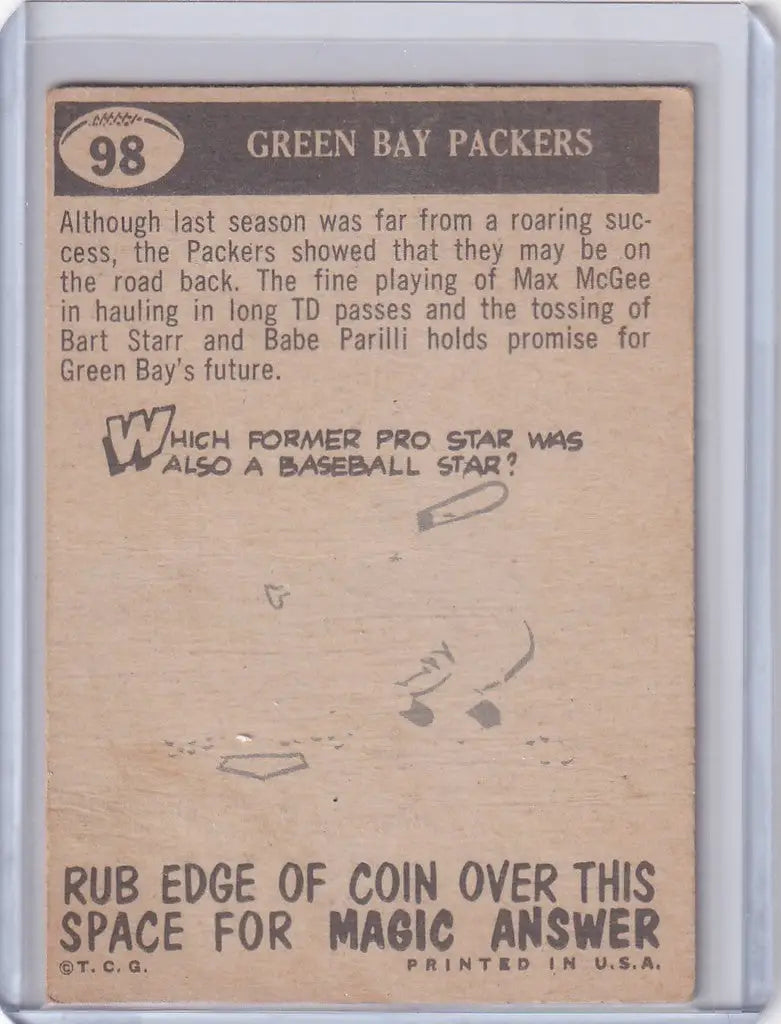 98
GREEN BAY PACKERS
Although last season was far from a roaring suc-
cess, the Packers showed that they may be on
the road back. The fine playing of Max McGee
in hauling in long TD passes and the tossing of
Bart Starr and Babe Parilli holds promise for
Green Bay's future.
WHICH FORMER PRO STAR WAS
ALSO A BASEBALL STAR?
RUB EDGE OF COIN OVER THIS
SPACE FOR MAGIC ANSWER
©T. C. G.
PRINTED IN U.S.A.